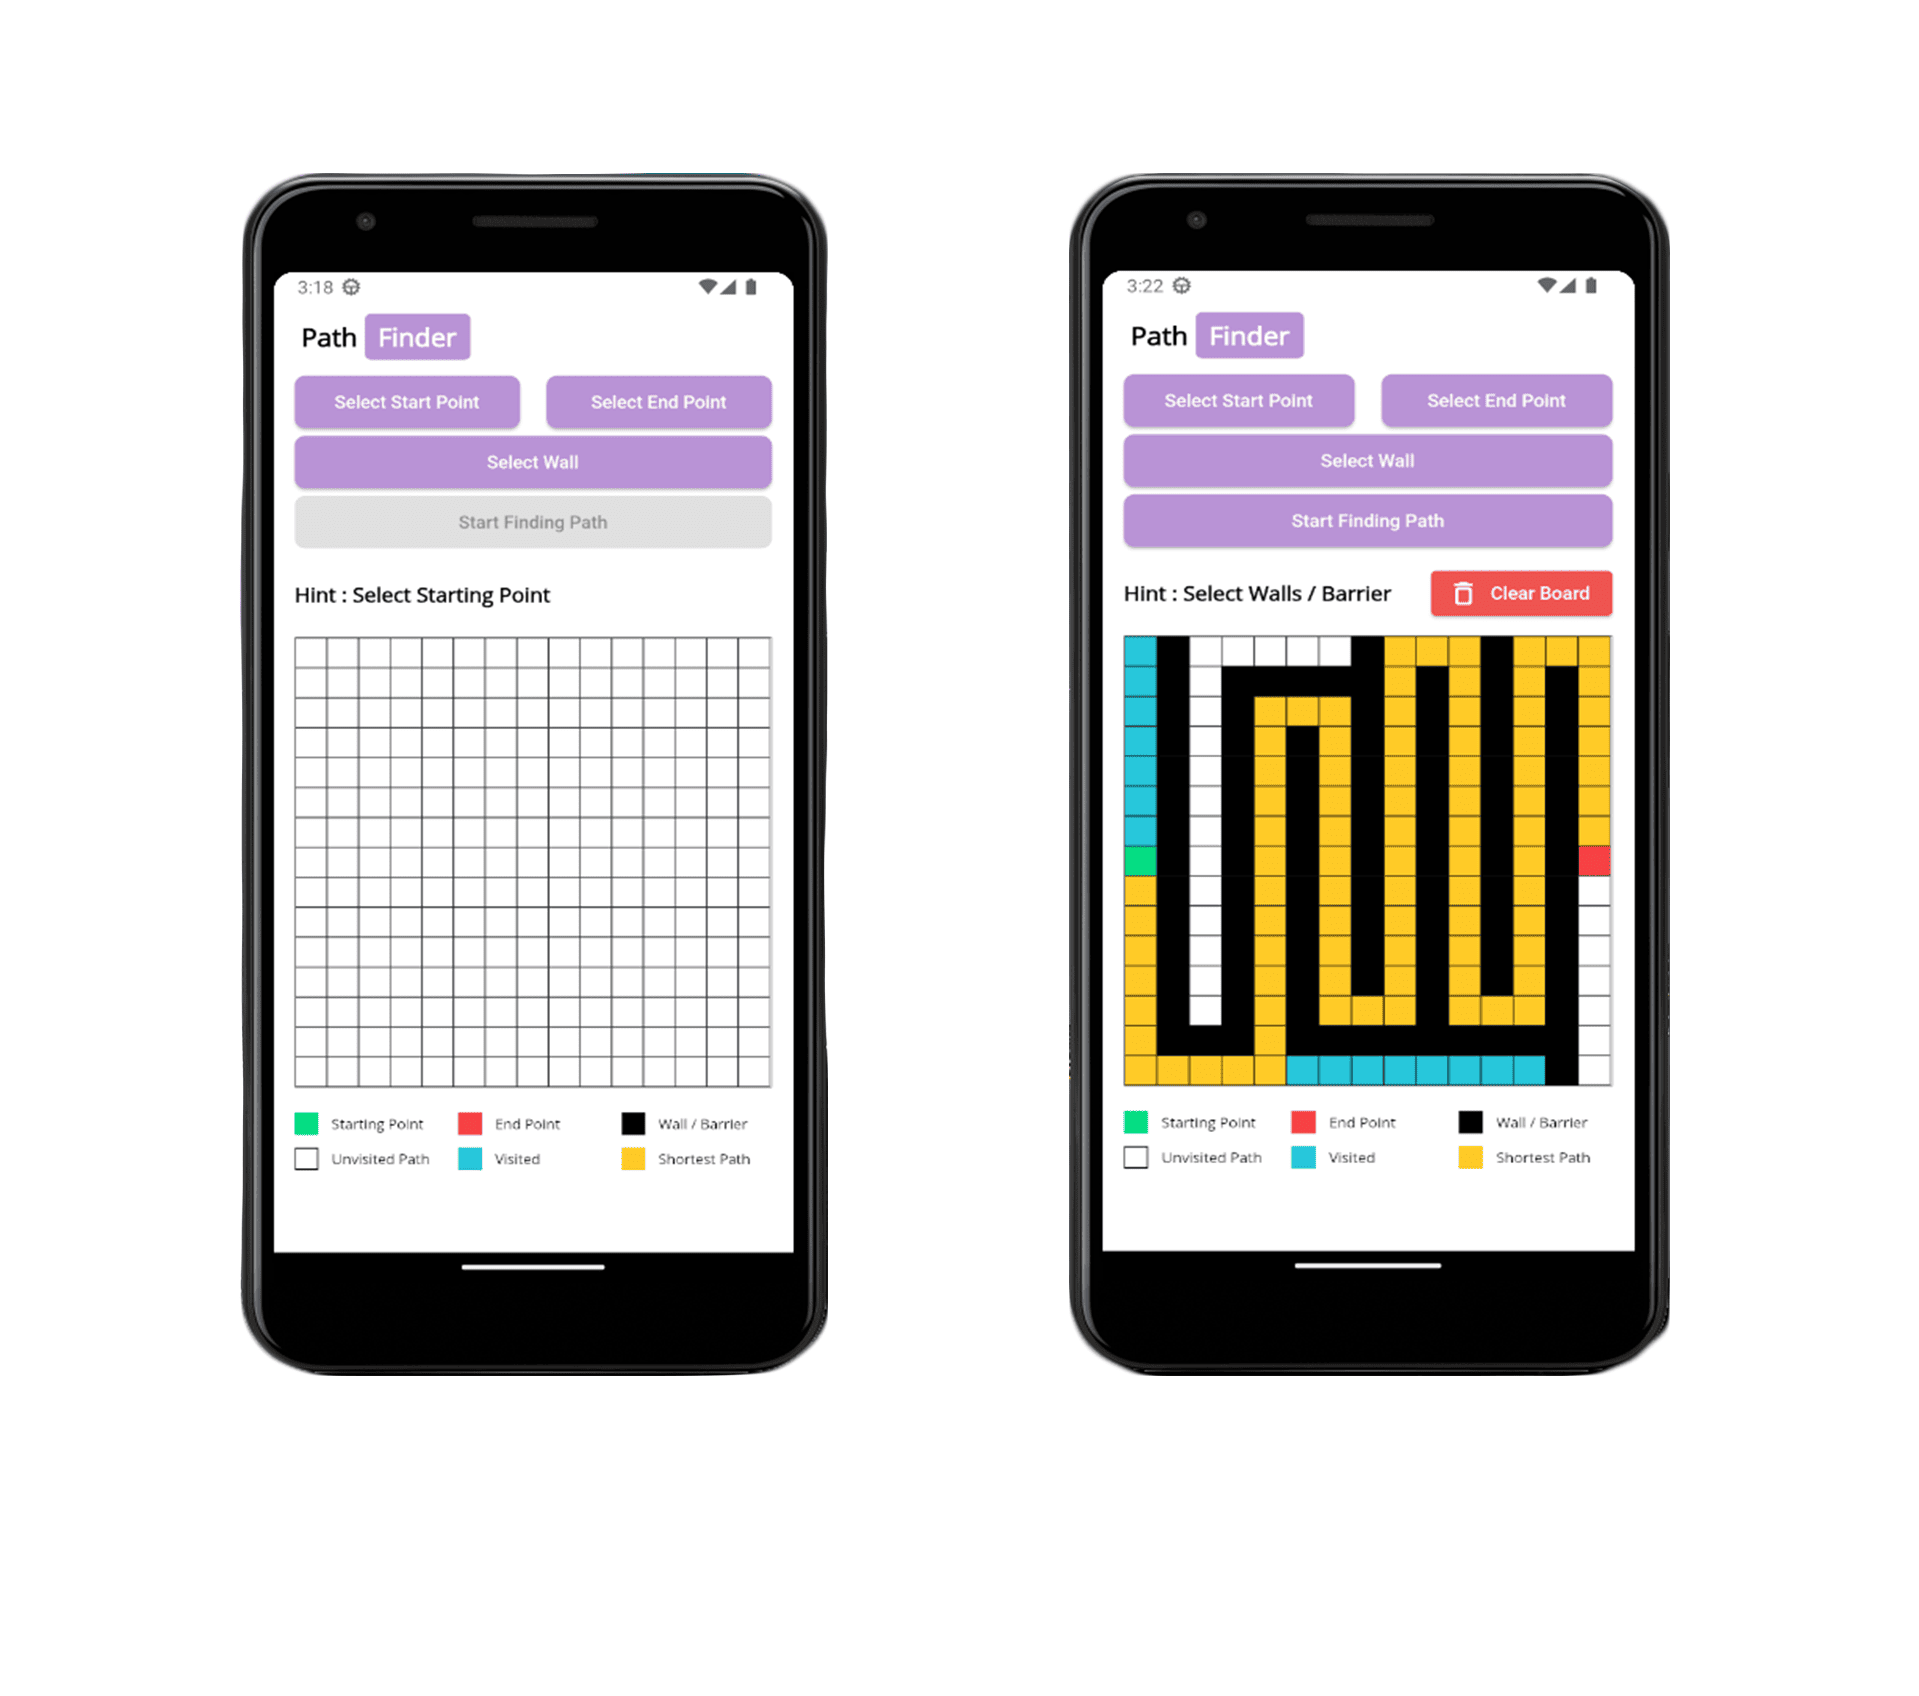 3:18
Path Finder
Select Start Point
Select End Point
Select Wall
Start Finding Path
Hint : Select Starting Point
Starting Point
End Point
Wall / Barrier
Unvisited Path
Visited
Shortest Path
3:22
Path Finder
Select Start Point
Select End Point
Select Wall
Start Finding Path
Hint : Select Walls / Barrier
Clear Board
Starting Point
End Point
Wall / Barrier
Unvisited Path
Visited
Shortest Path